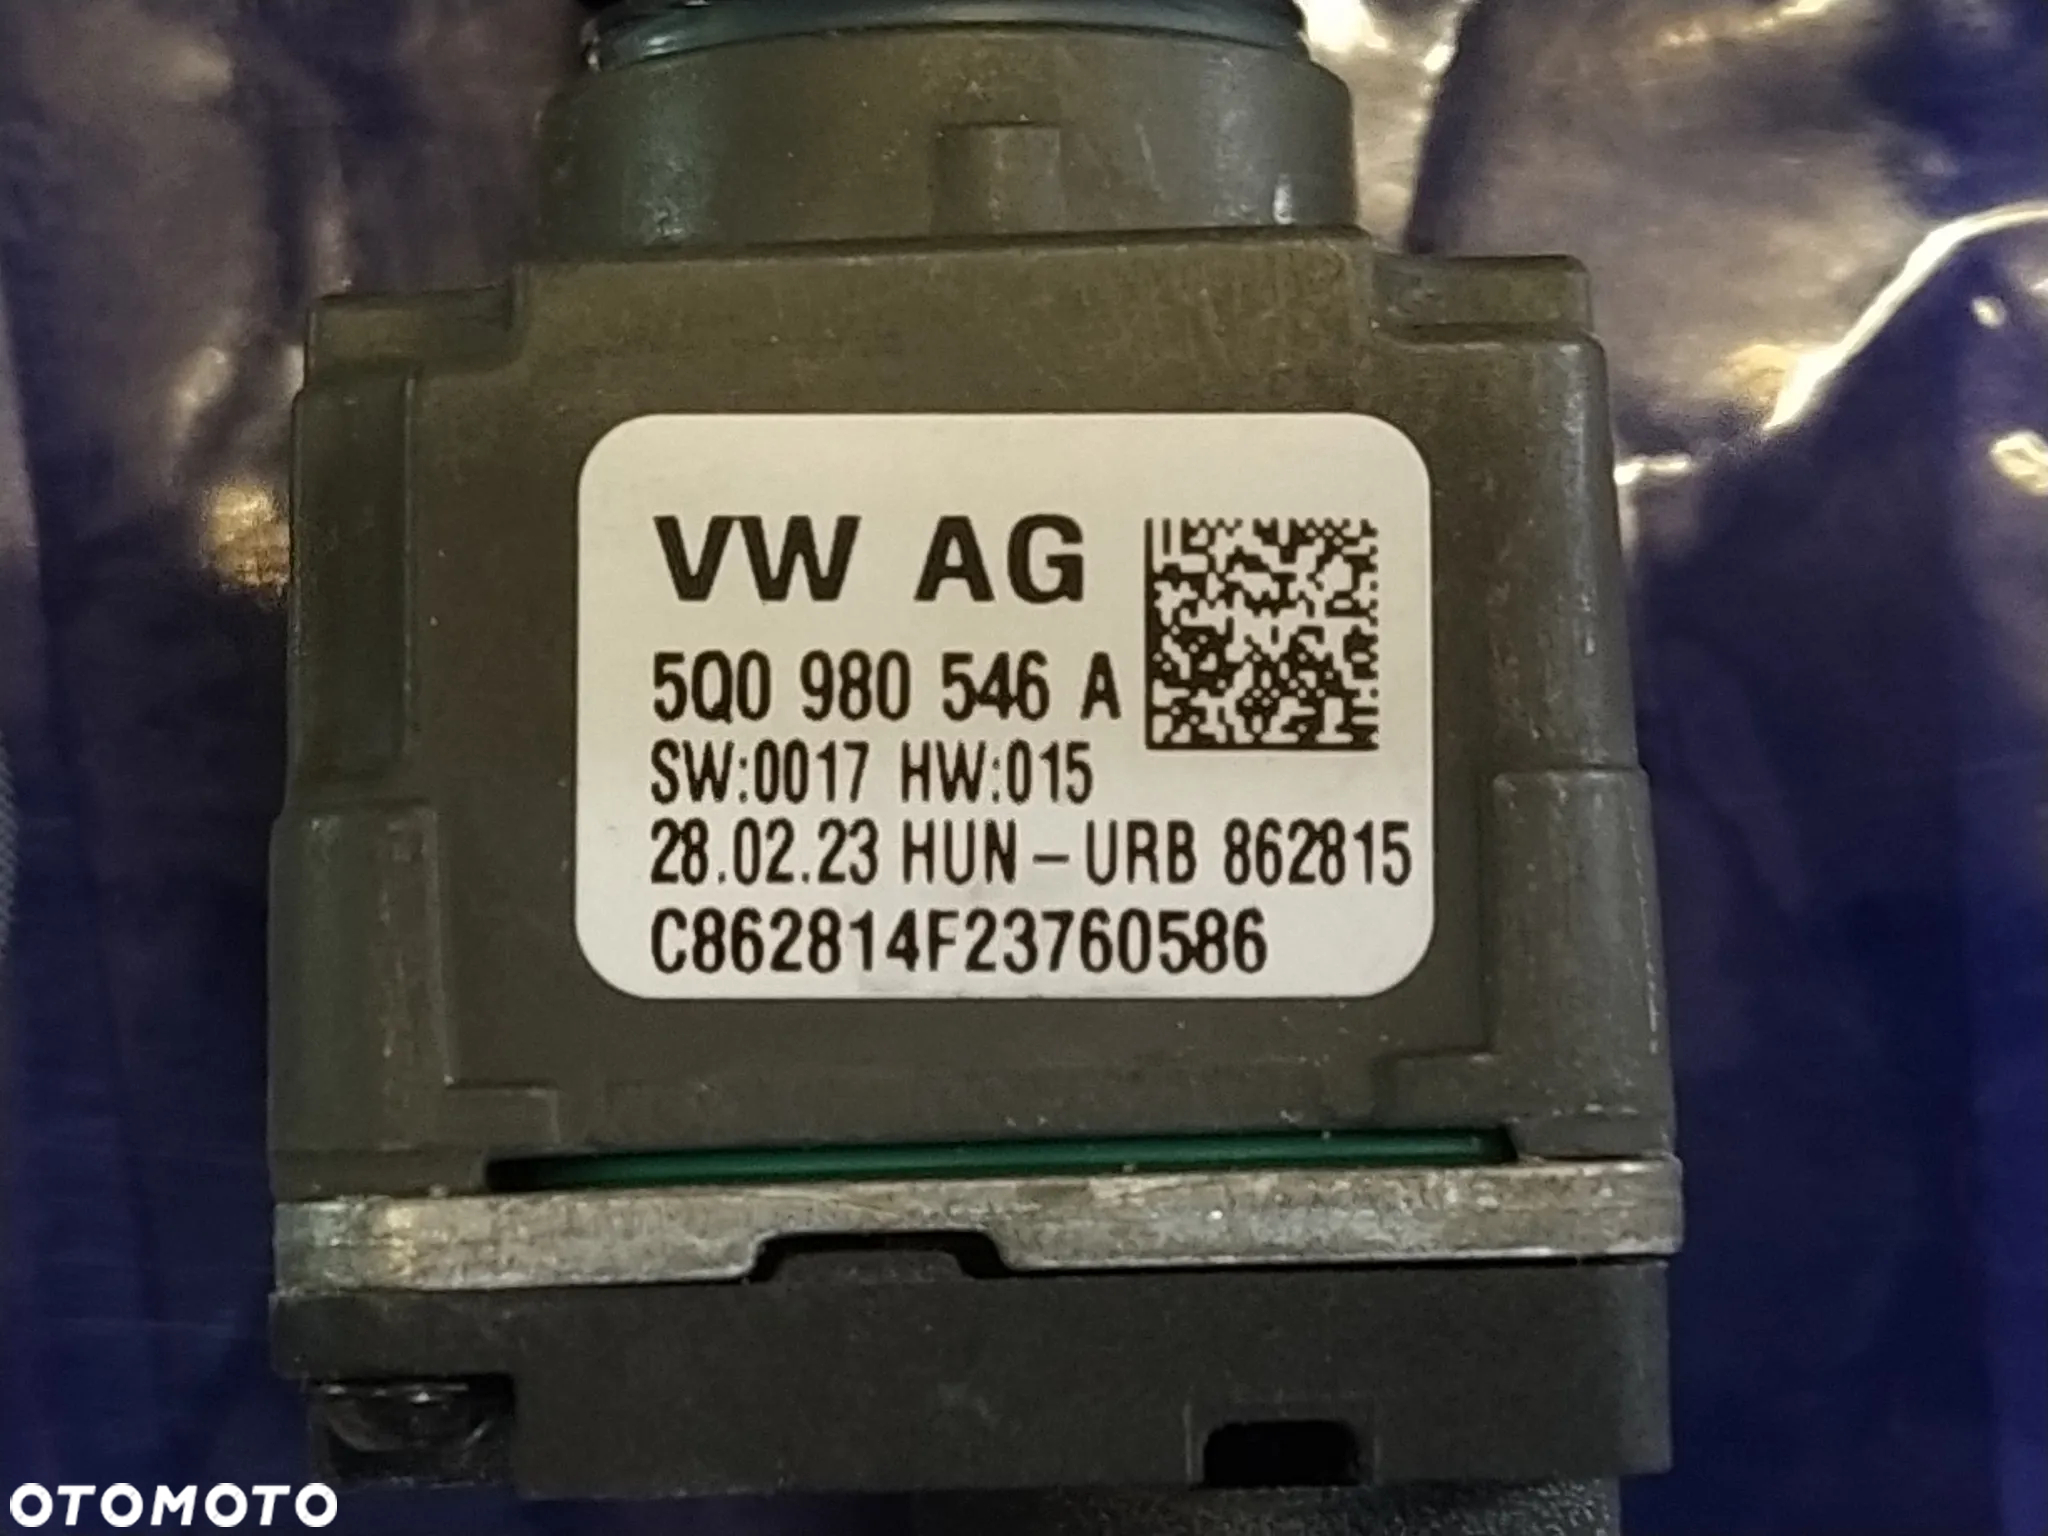 VW AG
5Q0 980 546 A
SW:0017 HW:015
28.02.23 HUN-URB 862815
C862814F23760586
OTOMOTO